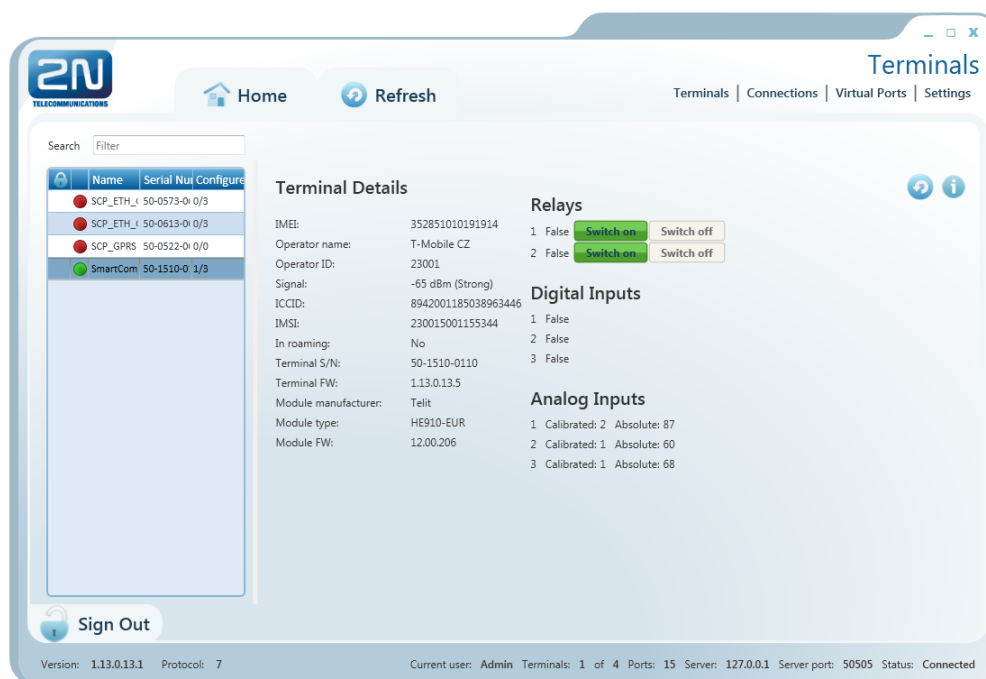 2N
TELECOMMUNICATIONS
Home
Refresh
X
Terminals
Terminals | Connections | Virtual Ports | Settings
Search Filter
Name Serial Nu Configure
SCP_ETH_ 50-0573-0 0/3
SCP_ETH_ 50-0613-0 0/3
SCP_GPRS 50-0522-0 0/0
SmartCom 50-1510-0 1/3
Terminal Details
IMEI: 352851010191914
Operator name: T-Mobile CZ
Operator ID: 23001
Signal: -65 dBm (Strong)
ICCID: 8942001185038963446
IMSI: 230015001155344
In roaming: No
Terminal S/N: 50-1510-0110
Terminal FW: 1.13.0.13.5
Module manufacturer: Telit
Module type: HE910-EUR
Module FW: 12.00.206
Relays
1 False Switch on Switch off
2 False Switch on Switch off
Digital Inputs
1 False
2 False
3 False
Analog Inputs
1 Calibrated: 2 Absolute: 87
2 Calibrated: 1 Absolute: 60
3 Calibrated: 1 Absolute: 68
Sign Out
Version: 1.13.0.13.1 Protocol: 7 Current user: Admin Terminals: 1 of 4 Ports: 15 Server: 127.0.0.1 Server port: 50505 Status: Connected